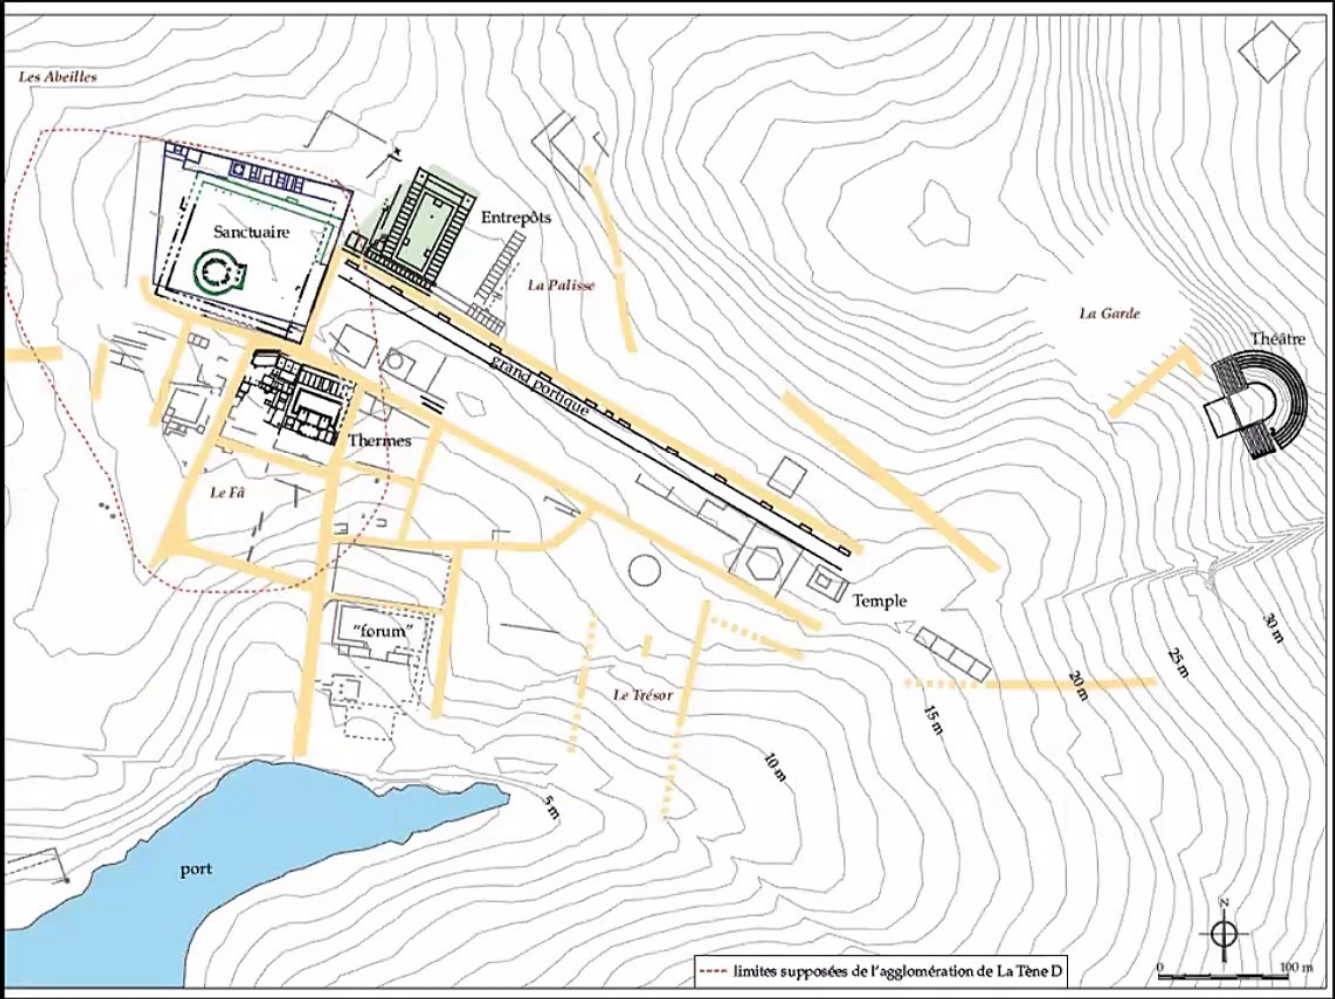 Les Abeilles
Sanctuaire
Entrepôts
La Palisse
La Garde
Théâtre
grand portique
Thermes
Le Fâ
Temple
"forum"
Le Trésor
30 m
25 m
20 m
15 m
10 m
5 m
port
N
limites supposées de l'agglomération de La Tène D
0 100 m